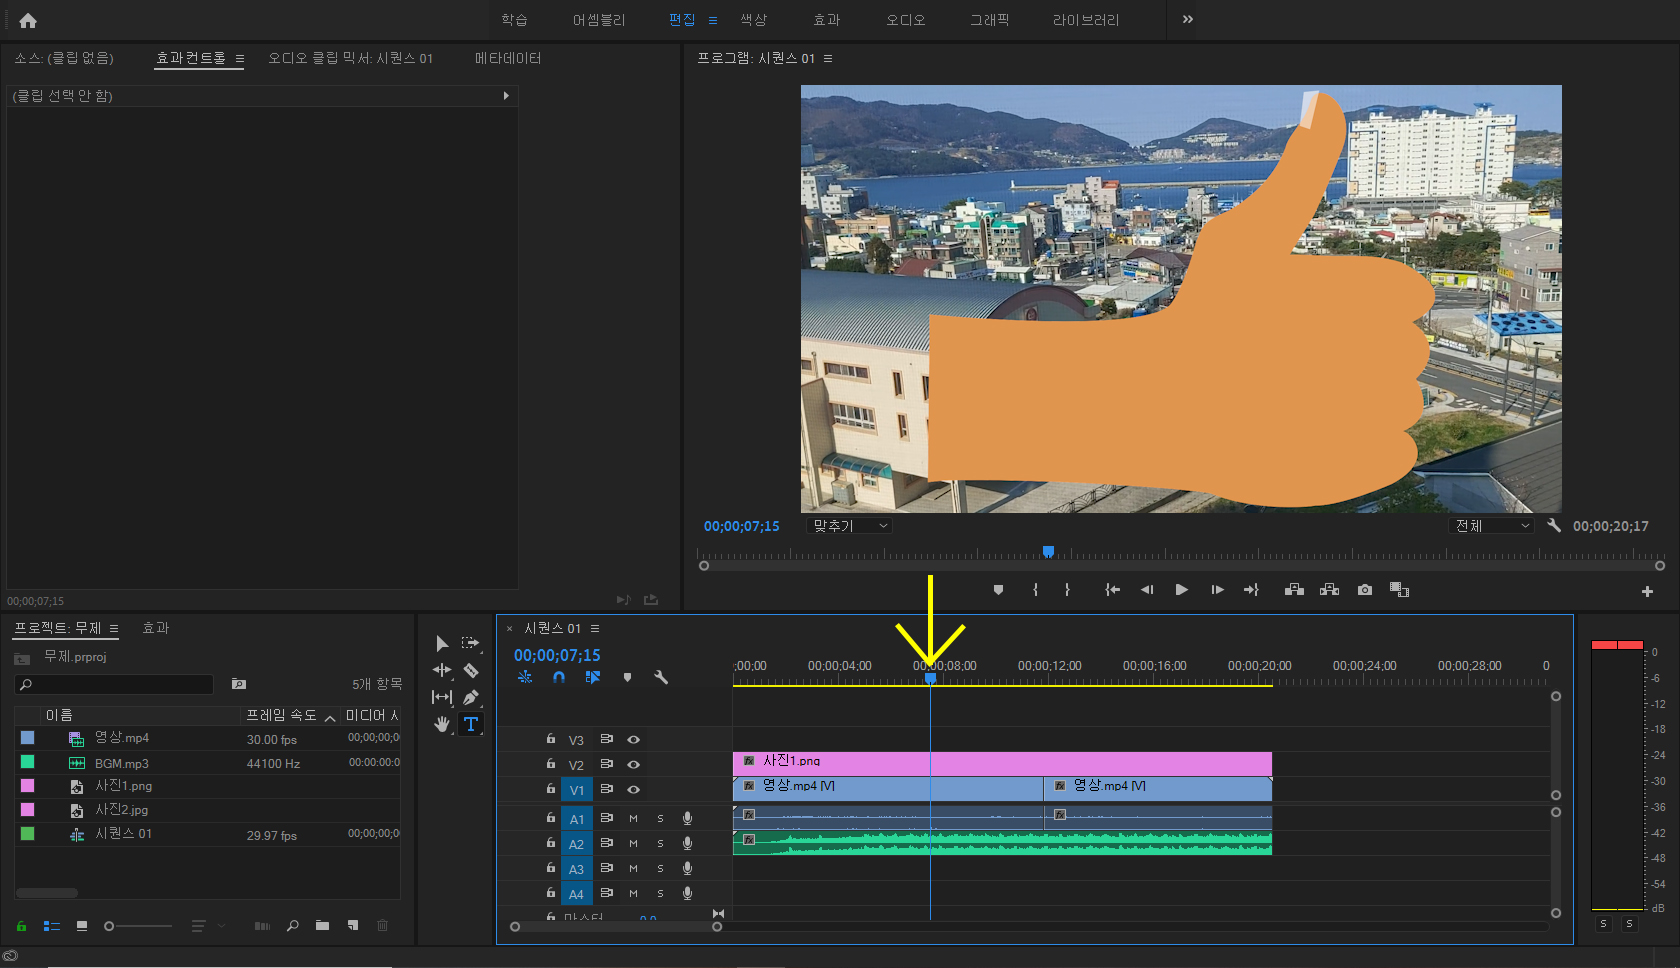 학습 어셈블리 편집 색상 효과 오디오 그래픽 라이브러리
소스: (클립 없음) 효과 컨트롤 오디오 클립 믹서: 시퀀스 01 메타데이터
(클립 선택 안 함)
00;00;07;15
프로그램: 시퀀스 01
00;00;07;15 맞추기 전체 00;00;20;17
프로젝트: 무제 효과
무제.prproj
5개 항목
이름 프레임 속도 미디어 시
영상.mp4 30.00 fps 00;00;00;0
BGM.mp3 44100 Hz 00:00:00:0
사진1.png
사진2.jpg
시퀀스 01 29.97 fps 00;00;00;0
× 시퀀스 01
00;00;07;15
;00;00 00;00;04;00 00;00;08;00 00;00;12;00 00;00;16;00 00;00;20;00 00;00;24;00 00;00;28;00 0
V3
V2 fx 사진1.png
V1 fx 영상.mp4 [V] fx 영상.mp4 [V]
A1 M S fx fx
A2 M S fx
A3 M S
A4 M S
마스터 0.0
0
-6
-12
-18
-24
-30
-36
-42
-48
-54
dB
S S